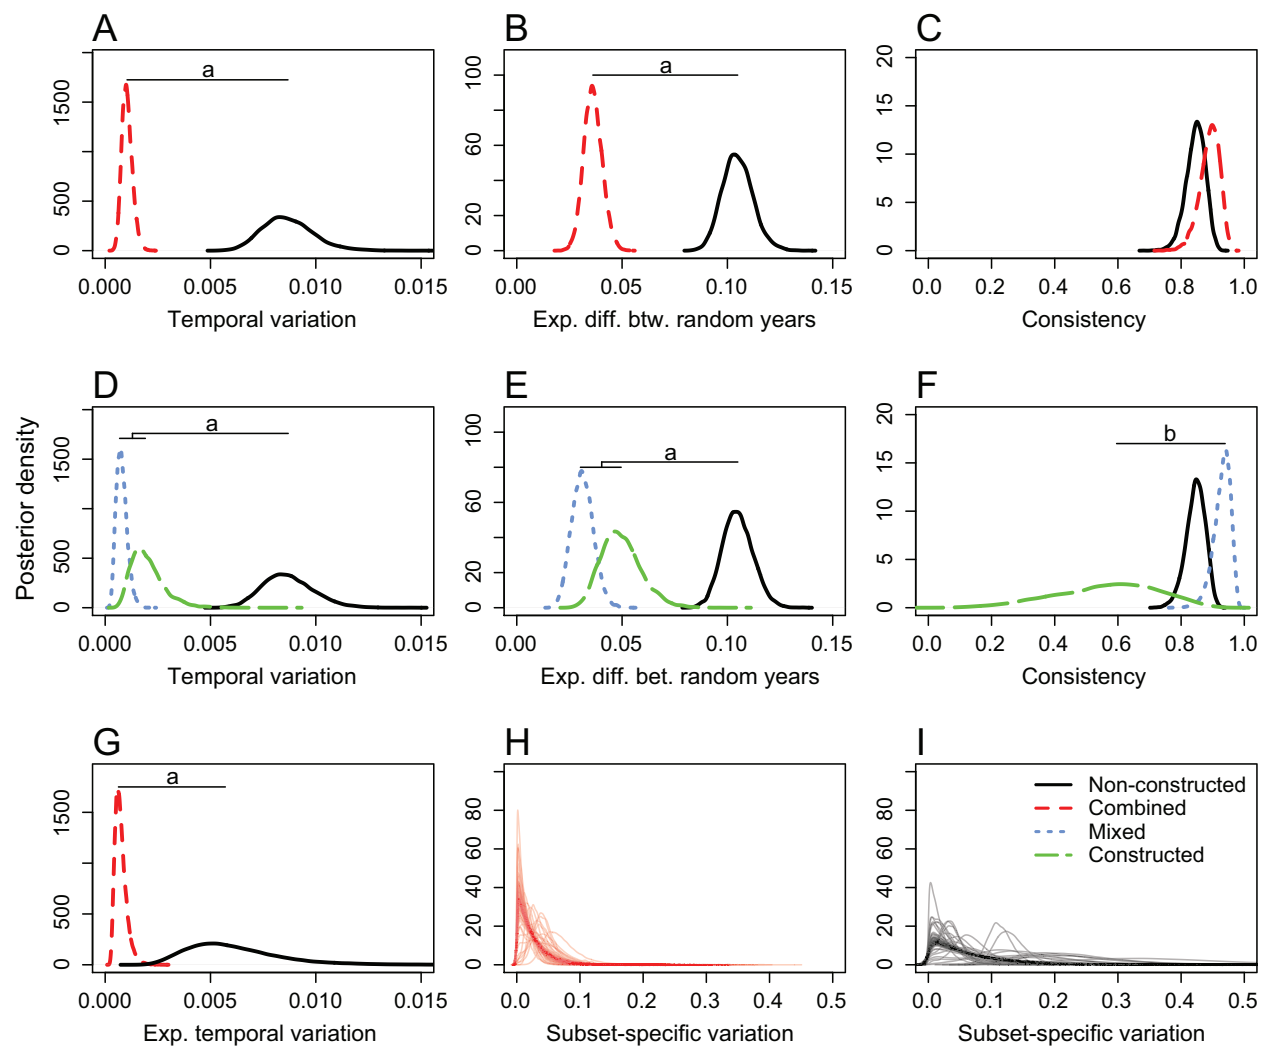 A
B
C
a
a
0
500
1500
0
20
60
100
0
5
10
15
20
0.000
0.005
0.010
0.015
0.00
0.05
0.10
0.15
0.0
0.2
0.4
0.6
0.8
1.0
Temporal variation
Exp. diff. btw. random years
Consistency
Posterior density
D
E
F
a
a
b
0
500
1500
0
20
60
100
0
5
10
15
20
0.000
0.005
0.010
0.015
0.00
0.05
0.10
0.15
0.0
0.2
0.4
0.6
0.8
1.0
Temporal variation
Exp. diff. bet. random years
Consistency
G
H
I
a
0
500
1500
0
20
40
60
80
0
20
40
60
80
Non-constructed
Combined
Mixed
Constructed
0.000
0.005
0.010
0.015
0.0
0.1
0.2
0.3
0.4
0.5
0.0
0.1
0.2
0.3
0.4
0.5
Exp. temporal variation
Subset-specific variation
Subset-specific variation